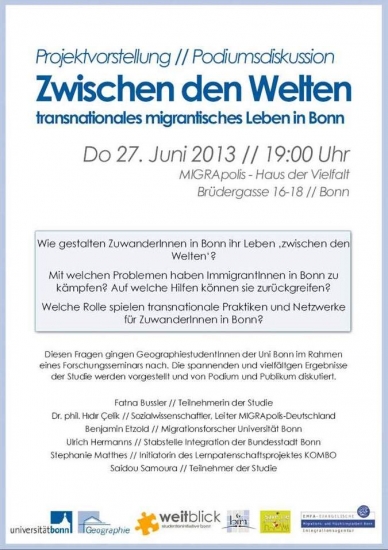 Projektvorstellung // Podiumsdiskussion
Zwischen den Welten
transnationales migrantisches Leben in Bonn
Do 27. Juni 2013 // 19:00 Uhr
MIGRApolis - Haus der Vielfalt
Brüdergasse 16-18 // Bonn
Wie gestalten ZuwanderInnen in Bonn ihr Leben ‚zwischen den
Welten'?
Mit welchen Problemen haben ImmigrantInnen in Bonn zu
kämpfen? Auf welche Hilfen können sie zurückgreifen?
Welche Rolle spielen transnationale Praktiken und Netzwerke
für ZuwanderInnen in Bonn?
Diesen Fragen gingen GeographiestudentInnen der Uni Bonn im Rahmen
eines Forschungsseminars nach. Die spannenden und vielfältgen Ergebnisse
der Studie werden vorgestellt und von Podium und Publikum diskutiert.
Fatna Bussler // Teilnehmerin der Studie
Dr. phil. Hıdır Çelik // Sozialwissenschaftler, Leiter MIGRApolis-Deutschland
Benjamin Etzold // Migrationsforscher Universität Bonn
Ulrich Hermanns // Stabstelle Integration der Bundesstadt Bonn
Stephanie Matthes // Initiatorin des Lernpatenschaftsprojektes KOMBO
Saidou Samoura // Teilnehmer der Studie
universitätbonn
Geographie
weitblick
studenteninitiative bonn
bim